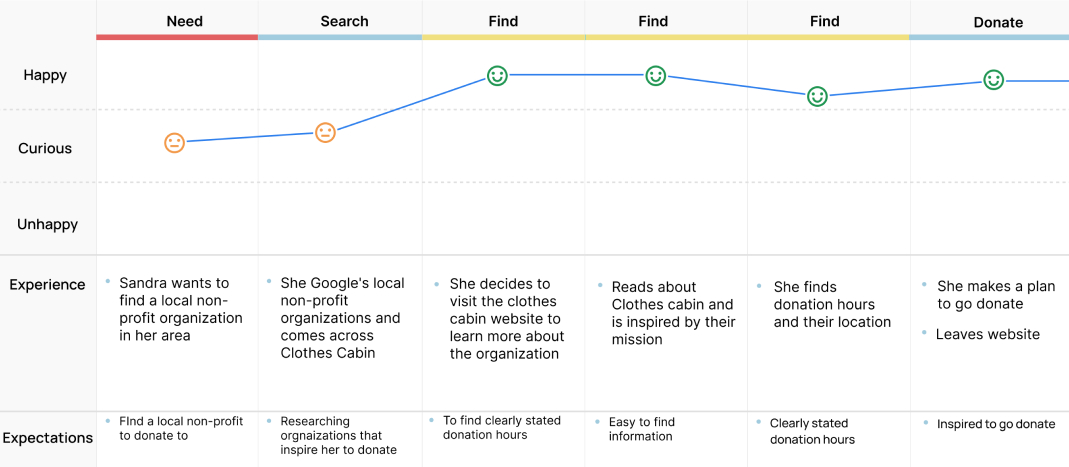 Need
Search
Find
Find
Find
Donate
Happy
Curious
Unhappy
Experience
Sandra wants to
find a local non-
profit organization
in her area
She Google's local
non-profit
organizations and
comes across
Clothes Cabin
She decides to
visit the clothes
cabin website to
learn more about
the organization
Reads about
Clothes cabin and
is inspired by their
mission
She finds
donation hours
and their location
She makes a plan
to go donate
Leaves website
Expectations
FInd a local non-profit
to donate to
Researching
orgnaizations that
inspire her to donate
To find clearly stated
donation hours
Easy to find
information
Clearly stated
donation hours
Inspired to go donate